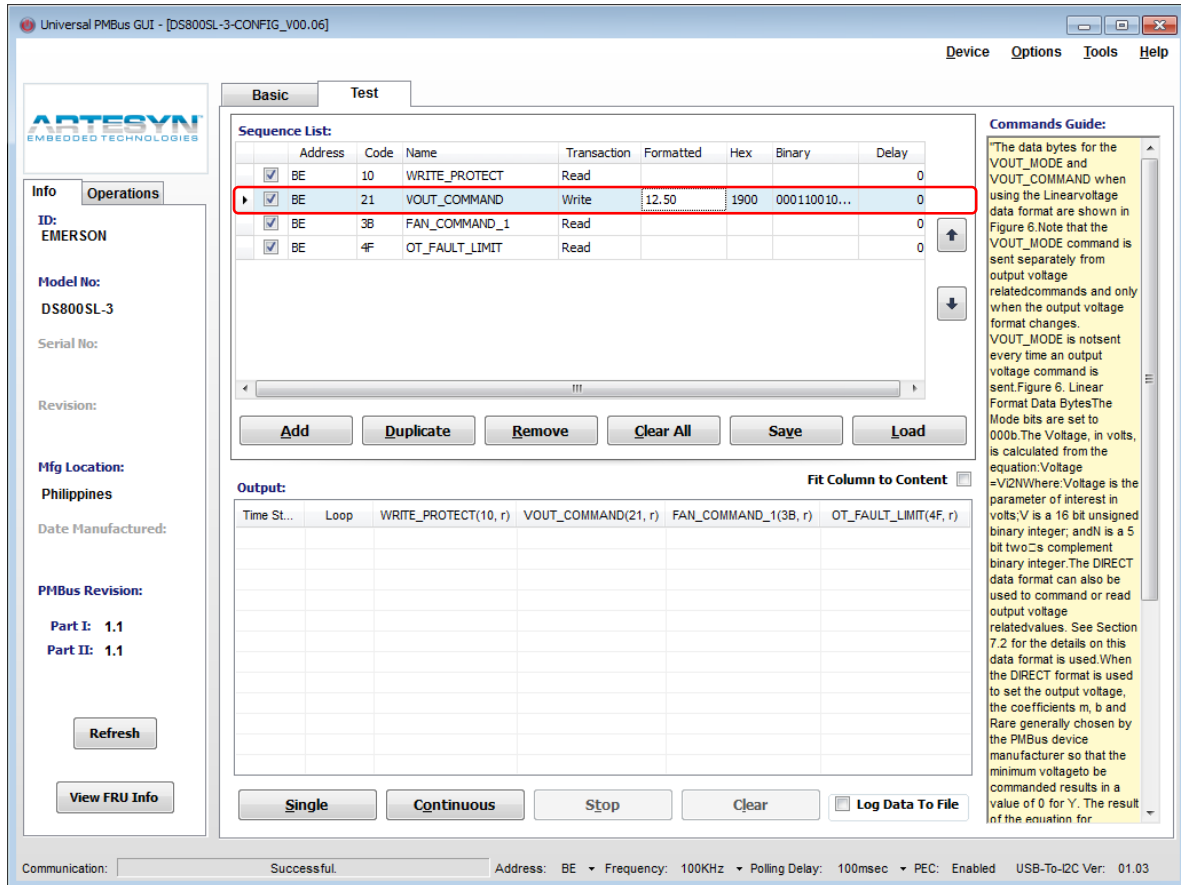 Universal PMBus GUI - [DS800SL-3-CONFIG_V00.06]
Device Options Tools Help
ARTESYN
EMBEDDED TECHNOLOGIES
Info Operations
ID:
EMERSON
Model No:
DS800SL-3
Serial No:
Revision:
Mfg Location:
Philippines
Date Manufactured:
PMBus Revision:
Part I: 1.1
Part II: 1.1
Refresh
View FRU Info
Basic Test
Sequence List:
Address Code Name Transaction Formatted Hex Binary Delay
BE 10 WRITE_PROTECT Read 0
BE 21 VOUT_COMMAND Write 12.50 1900 000110010... 0
BE 3B FAN_COMMAND_1 Read 0
BE 4F OT_FAULT_LIMIT Read 0
Add Duplicate Remove Clear All Save Load
Fit Column to Content
Output:
Time St... Loop WRITE_PROTECT(10, r) VOUT_COMMAND(21, r) FAN_COMMAND_1(3B, r) OT_FAULT_LIMIT(4F, r)
Single Continuous Stop Clear Log Data To File
Commands Guide:
"The data bytes for the
VOUT_MODE and
VOUT_COMMAND when
using the Linearvoltage
data format are shown in
Figure 6.Note that the
VOUT_MODE command is
sent separately from
output voltage
relatedcommands and only
when the output voltage
format changes.
VOUT_MODE is notsent
every time an output
voltage command is
sent.Figure 6. Linear
Format Data BytesThe
Mode bits are set to
000b.The Voltage, in volts,
is calculated from the
equation:Voltage
=Vi2NWhere:Voltage is the
parameter of interest in
volts;V is a 16 bit unsigned
binary integer; andN is a 5
bit two□s complement
binary integer.The DIRECT
data format can also be
used to command or read
output voltage
relatedvalues. See Section
7.2 for the details on this
data format is used.When
the DIRECT format is used
to set the output voltage,
the coefficients m, b and
Rare generally chosen by
the PMBus device
manufacturer so that the
minimum voltageto be
commanded results in a
value of 0 for Y. The result
of the equation for
Communication: Successful. Address: BE Frequency: 100KHz Polling Delay: 100msec PEC: Enabled USB-To-I2C Ver: 01.03